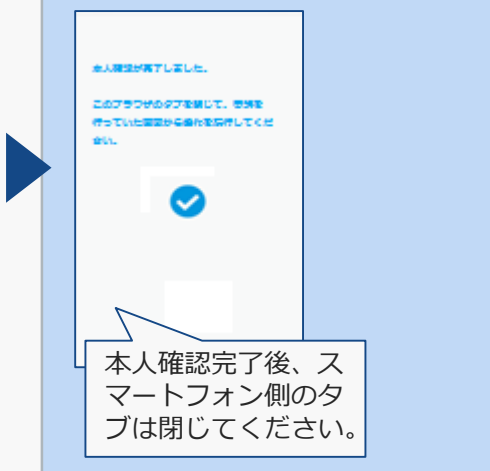 本人確認が完了しました。
このブラウザのタブを閉じて、登録を
行っていた画面から操作を続行してくだ
さい。
本人確認完了後、ス
マートフォン側のタ
ブは閉じてください。